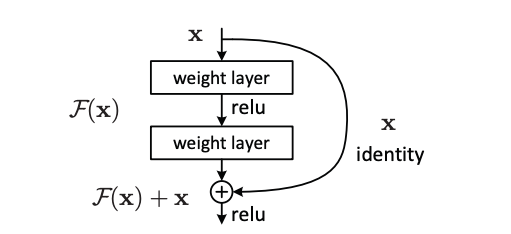 x
weight layer
relu
F(x)
weight layer
x
identity
F(x) + x
+
relu